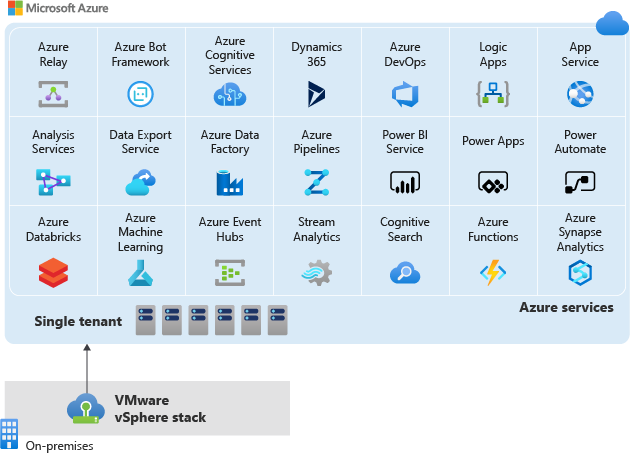 Microsoft Azure
Azure Relay
Azure Bot Framework
Azure Cognitive Services
Dynamics 365
Azure DevOps
Logic Apps
App Service
Analysis Services
Data Export Service
Azure Data Factory
Azure Pipelines
Power BI Service
Power Apps
Power Automate
Azure Databricks
Azure Machine Learning
Azure Event Hubs
Stream Analytics
Cognitive Search
Azure Functions
Azure Synapse Analytics
Azure services
Single tenant
VMware
vSphere stack
On-premises